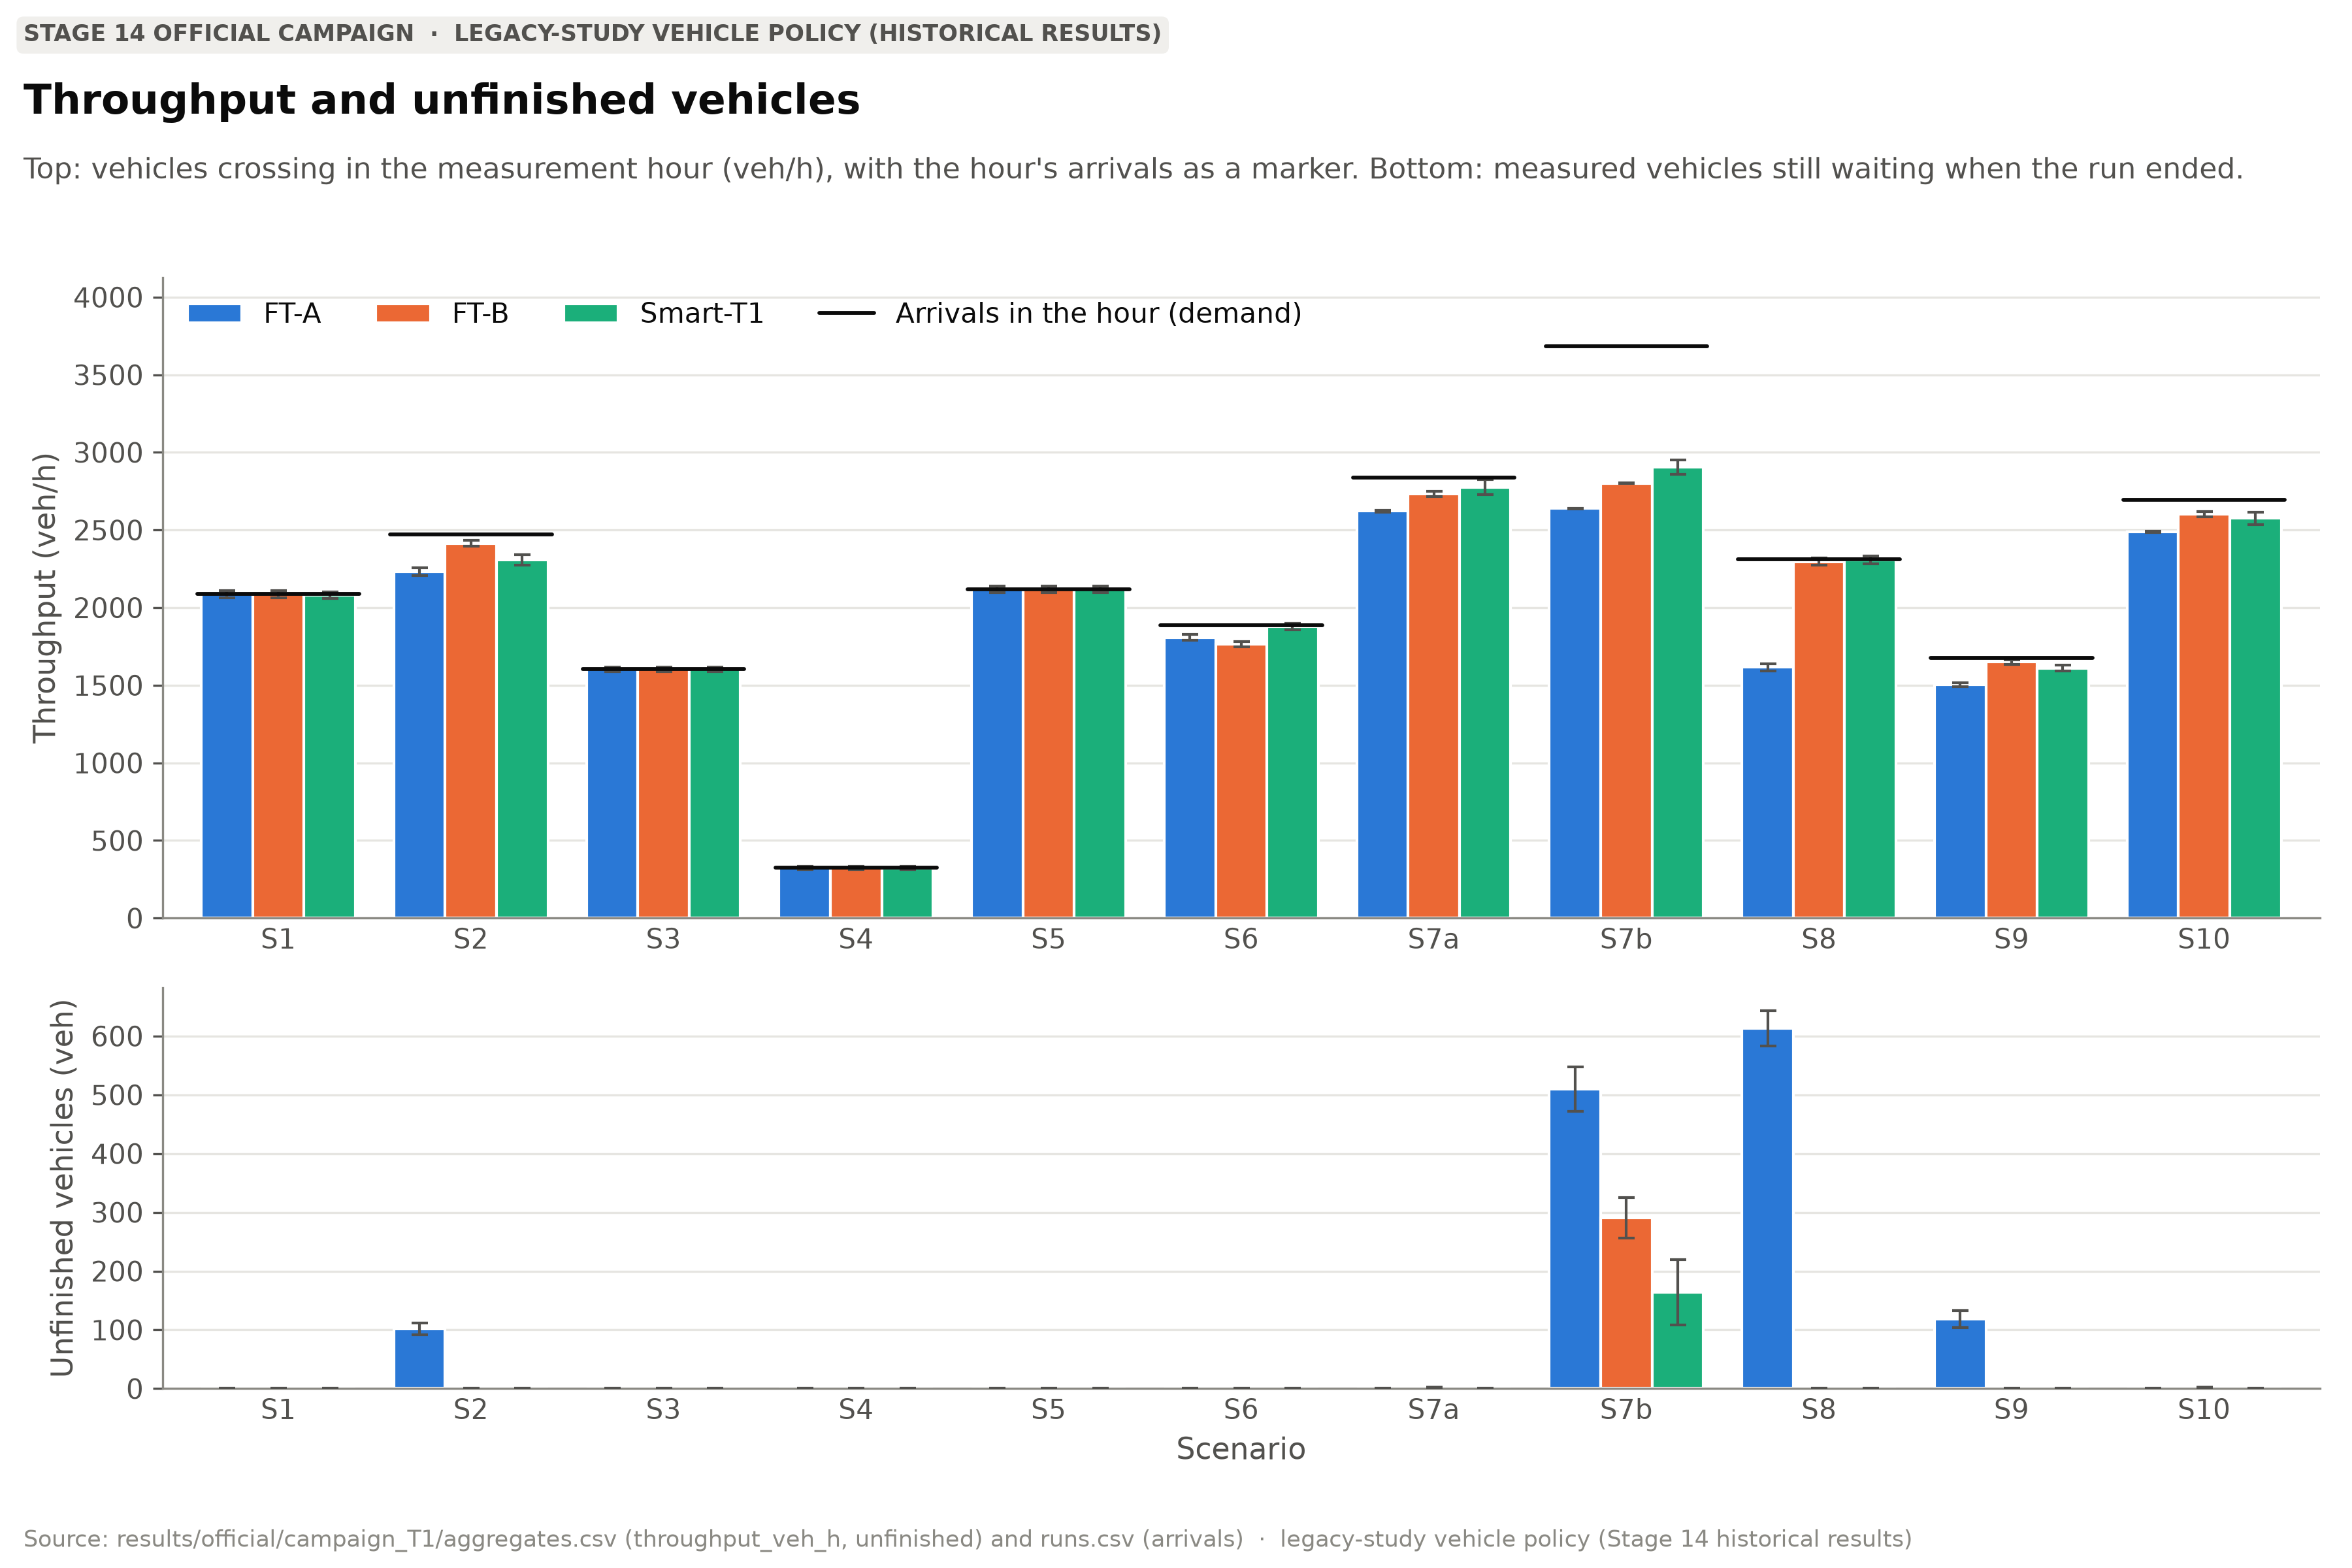 STAGE 14 OFFICIAL CAMPAIGN · LEGACY-STUDY VEHICLE POLICY (HISTORICAL RESULTS)
Throughput and unfinished vehicles
Top: vehicles crossing in the measurement hour (veh/h), with the hour's arrivals as a marker. Bottom: measured vehicles still waiting when the run ended.
FT-A FT-B Smart-T1 Arrivals in the hour (demand)
Throughput (veh/h)
4000
3500
3000
2500
2000
1500
1000
500
0
S1 S2 S3 S4 S5 S6 S7a S7b S8 S9 S10
Unfinished vehicles (veh)
600
500
400
300
200
100
0
S1 S2 S3 S4 S5 S6 S7a S7b S8 S9 S10
Scenario
Source: results/official/campaign_T1/aggregates.csv (throughput_veh_h, unfinished) and runs.csv (arrivals) · legacy-study vehicle policy (Stage 14 historical results)